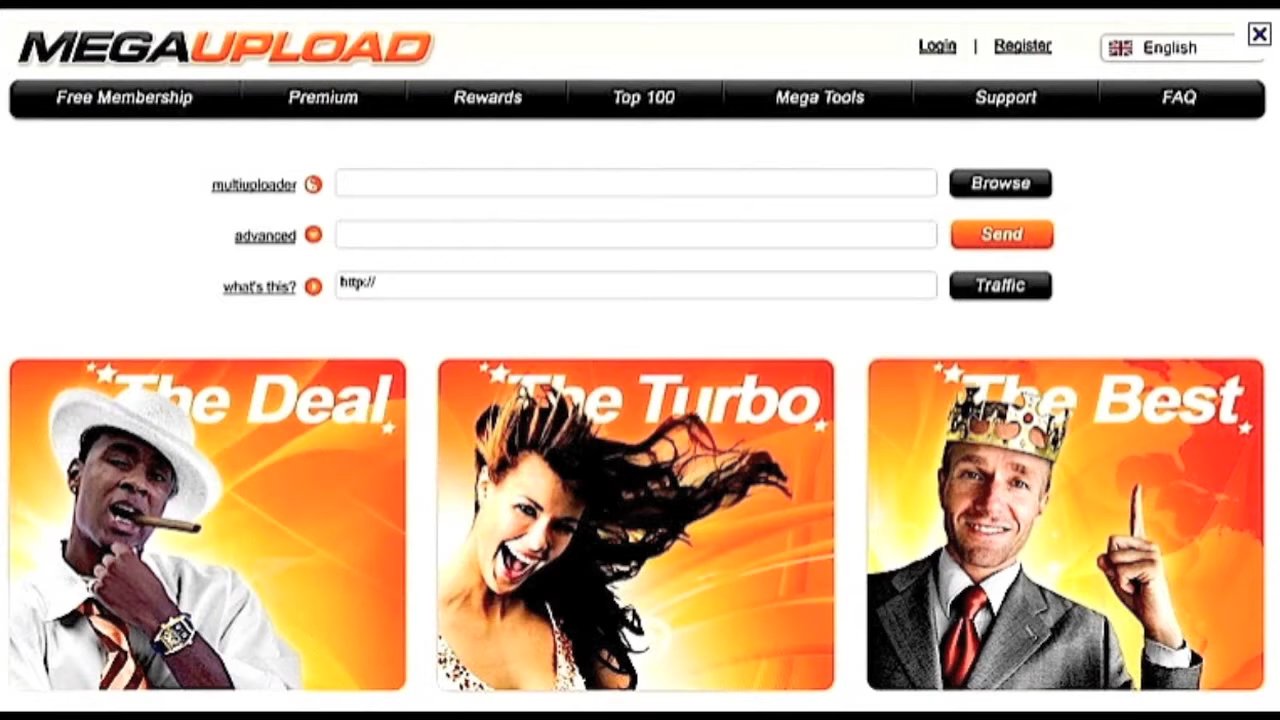 MEGAUPLOAD
Login | Register
English
Free Membership
Premium
Rewards
Top 100
Mega Tools
Support
FAQ
multiuploader
Browse
advanced
Send
what's this?
http://
Traffic
The Deal
The Turbo
The Best